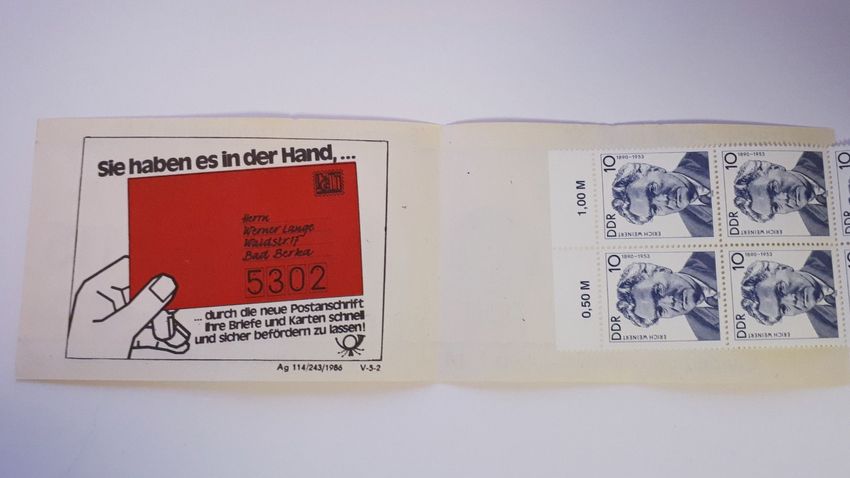 Sie haben es in der Hand,...
Herrn
Werner Lange
Waldstr. 17
Bad Berka
5302
... durch die neue Postanschrift
Ihre Briefe und Karten schnell
und sicher befördern zu lassen!
Ag 114/243/1986 V-5-2
1,00 M
0,50 M
10
1890-1953
DDR
ERICH WEINERT
10
1890-1953
DDR
ERICH WEINERT
10
1890-1953
DDR
ERICH WEINERT
10
1890-1953
DDR
ERICH WEINERT
10
10